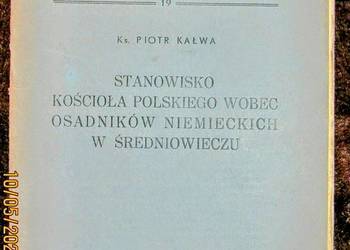 19
Ks. PIOTR KAŁWA
STANOWISKO
KOŚCIOŁA POLSKIEGO WOBEC
OSADNIKÓW NIEMIECKICH
W ŚREDNIOWIECZU